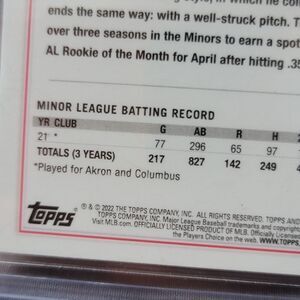 ends the same way: with a well-struck pitch. T
over three seasons in the Minors to earn a spot
AL Rookie of the Month for April after hitting .35
MINOR LEAGUE BATTING RECORD
YR CLUB G AB R H 2
21 * 77 296 65 97
TOTALS (3 YEARS) 217 827 142 249 4
*Played for Akron and Columbus
topps
® & © 2022 THE TOPPS COMPANY, INC. ALL RIGHTS RESERVED. TOPPS AND
TOPPS COMPANY, INC. Major League Baseball trademarks and copyrights
Visit MLB.com. OFFICIALLY LICENSED PRODUCT OF MLB. Officially Licensed
the Players Choice on the web. WWW.TOPPS